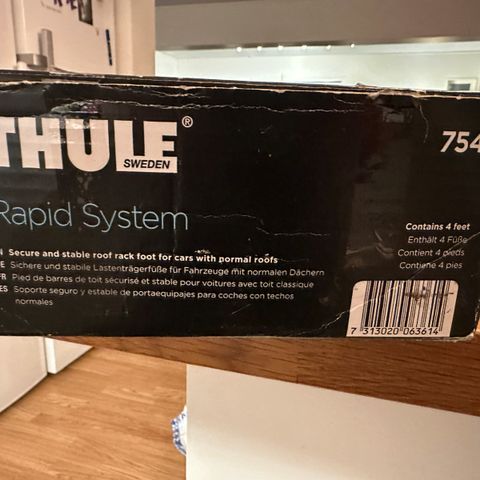 THULE®
SWEDEN
754
Rapid System
Contains 4 feet
Enthält 4 Füße
Contient 4 pieds
Contiene 4 pies
N Secure and stable roof rack foot for cars with normal roofs
E Sichere und stabile Lastenträgerfüße für Fahrzeuge mit normalen Dächern
FR Pied de barres de toit sécurisé et stable pour voitures avec toit classique
ES Soporte seguro y estable de portaequipajes para coches con techos
normales
7 313020 063614